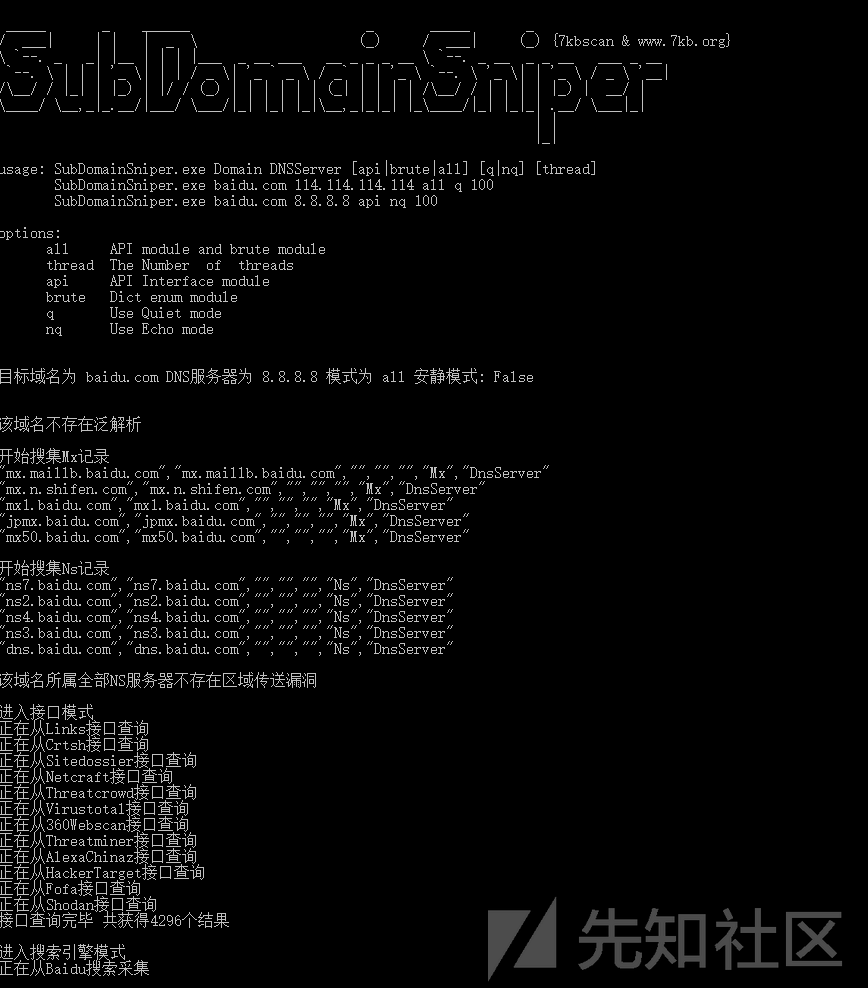 SubDomainSniper {7kbscan & www.7kb.org}
usage: SubDomainSniper.exe Domain DNSServer [api|brute|all] [q|nq] [thread]
SubDomainSniper.exe baidu.com 114.114.114.114 all q 100
SubDomainSniper.exe baidu.com 8.8.8.8 api nq 100
options:
all API module and brute module
thread The Number of threads
api API Interface module
brute Dict enum module
q Use Quiet mode
nq Use Echo mode
目标域名为 baidu.com DNS服务器为 8.8.8.8 模式为 all 安静模式: False
该域名不存在泛解析
开始搜集Mx记录
"mx.maillb.baidu.com","mx.maillb.baidu.com","","","","Mx","DnsServer"
"mx.n.shifen.com","mx.n.shifen.com","","","","Mx","DnsServer"
"mx1.baidu.com","mx1.baidu.com","","","","Mx","DnsServer"
"jpmx.baidu.com","jpmx.baidu.com","","","","Mx","DnsServer"
"mx50.baidu.com","mx50.baidu.com","","","","Mx","DnsServer"
开始搜集Ns记录
"ns7.baidu.com","ns7.baidu.com","","","","Ns","DnsServer"
"ns2.baidu.com","ns2.baidu.com","","","","Ns","DnsServer"
"ns4.baidu.com","ns4.baidu.com","","","","Ns","DnsServer"
"ns3.baidu.com","ns3.baidu.com","","","","Ns","DnsServer"
"dns.baidu.com","dns.baidu.com","","","","Ns","DnsServer"
该域名所属全部NS服务器不存在区域传送漏洞
进入接口模式
正在从Links接口查询
正在从Crtsh接口查询
正在从Sitedossier接口查询
正在从Netcraft接口查询
正在从Threatcrowd接口查询
正在从Virustotal接口查询
正在从360Webscan接口查询
正在从Threatminer接口查询
正在从AlexaChinaz接口查询
正在从HackerTarget接口查询
正在从Fofa接口查询
正在从Shodan接口查询
接口查询完毕 共获得4296个结果
进入搜索引擎模式
正在从Baidu搜索采集
先知社区